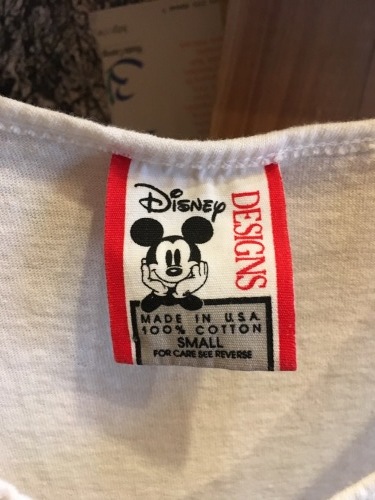 Disney
DESIGNS
MADE IN U.S.A.
100% COTTON
SMALL
FOR CARE SEE REVERSE